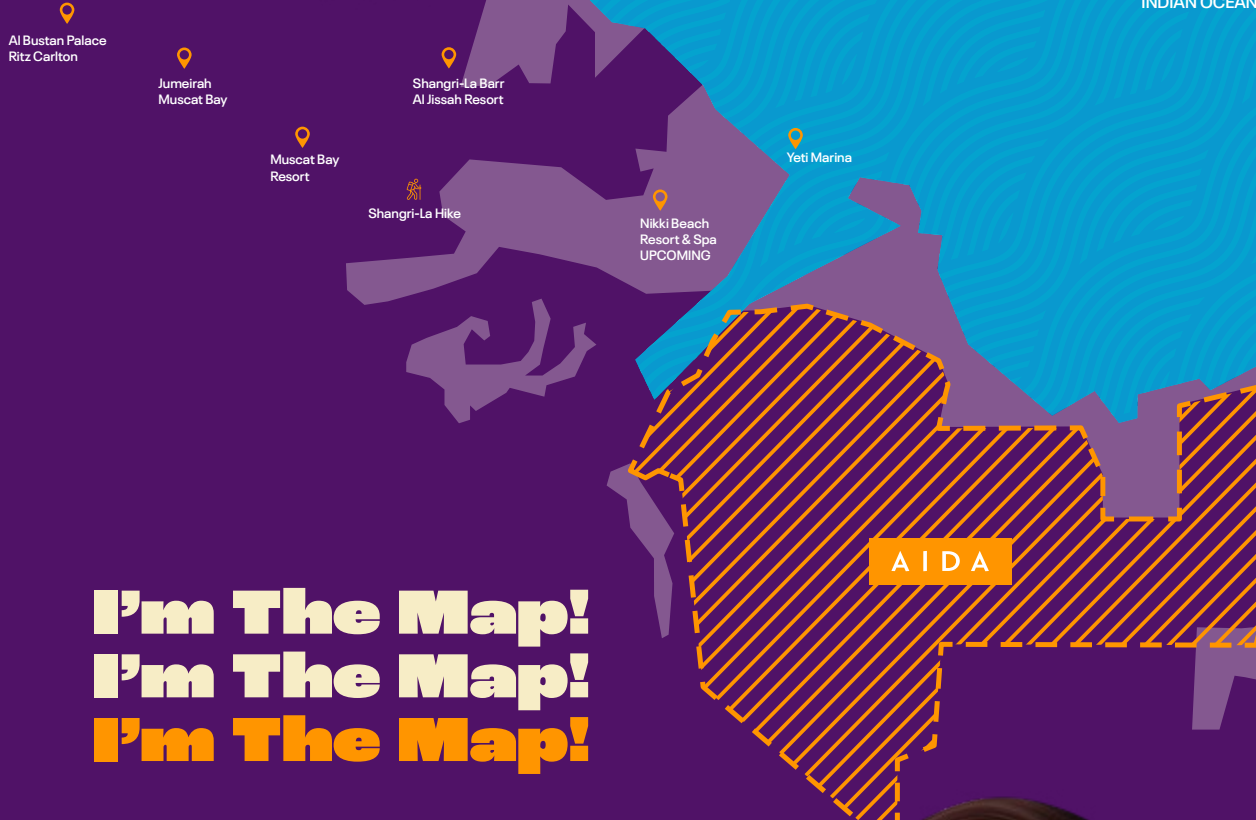 INDIAN OCEAN
Al Bustan Palace
Ritz Carlton
Jumeirah
Muscat Bay
Shangri-La Barr
Al Jissah Resort
Muscat Bay
Resort
Yeti Marina
Shangri-La Hike
Nikki Beach
Resort & Spa
UPCOMING
AIDA
I'm The Map!
I'm The Map!
I'm The Map!